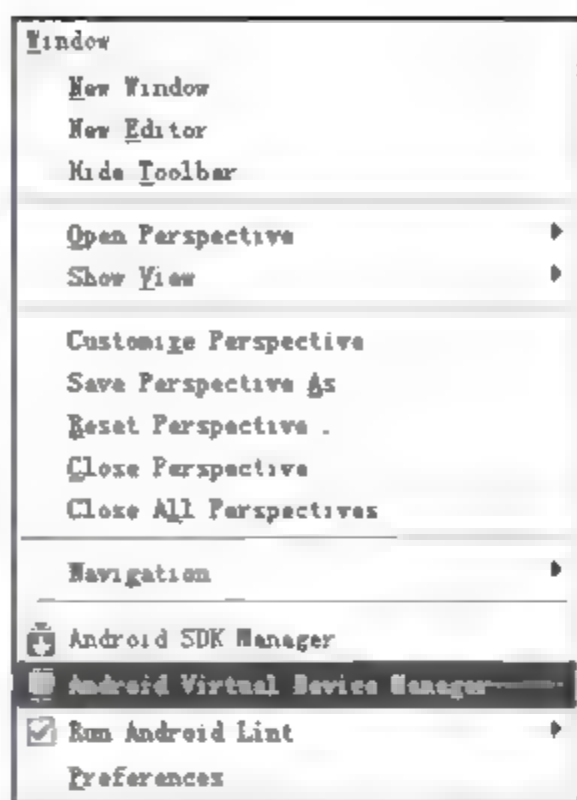 Window
New Window
New Editor
Hide Toolbar
Open Perspective
Show View
Customize Perspective
Save Perspective As
Reset Perspective .
Close Perspective
Close All Perspectives
Navigation
Android SDK Manager
Android Virtual Device Manager
Run Android Lint
Preferences